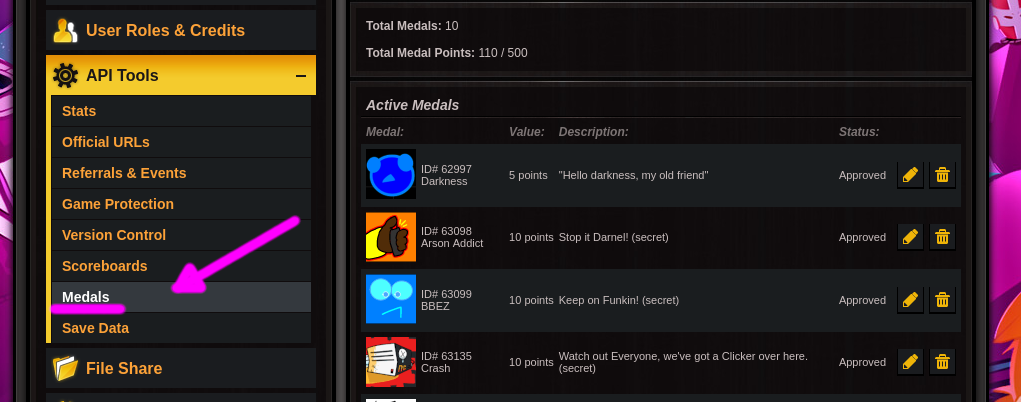 User Roles & Credits
API Tools
Stats
Official URLs
Referrals & Events
Game Protection
Version Control
Scoreboards
Medals
Save Data
File Share
Total Medals: 10
Total Medal Points: 110 / 500
Active Medals
Medal: Value: Description: Status:
ID# 62997
Darkness
5 points "Hello darkness, my old friend" Approved
ID# 63098
Arson Addict
10 points Stop it Darnel! (secret) Approved
ID# 63099
BBEZ
10 points Keep on Funkin! (secret) Approved
ID# 63135
Crash
10 points Watch out Everyone, we've got a Clicker over here.
(secret)
Approved